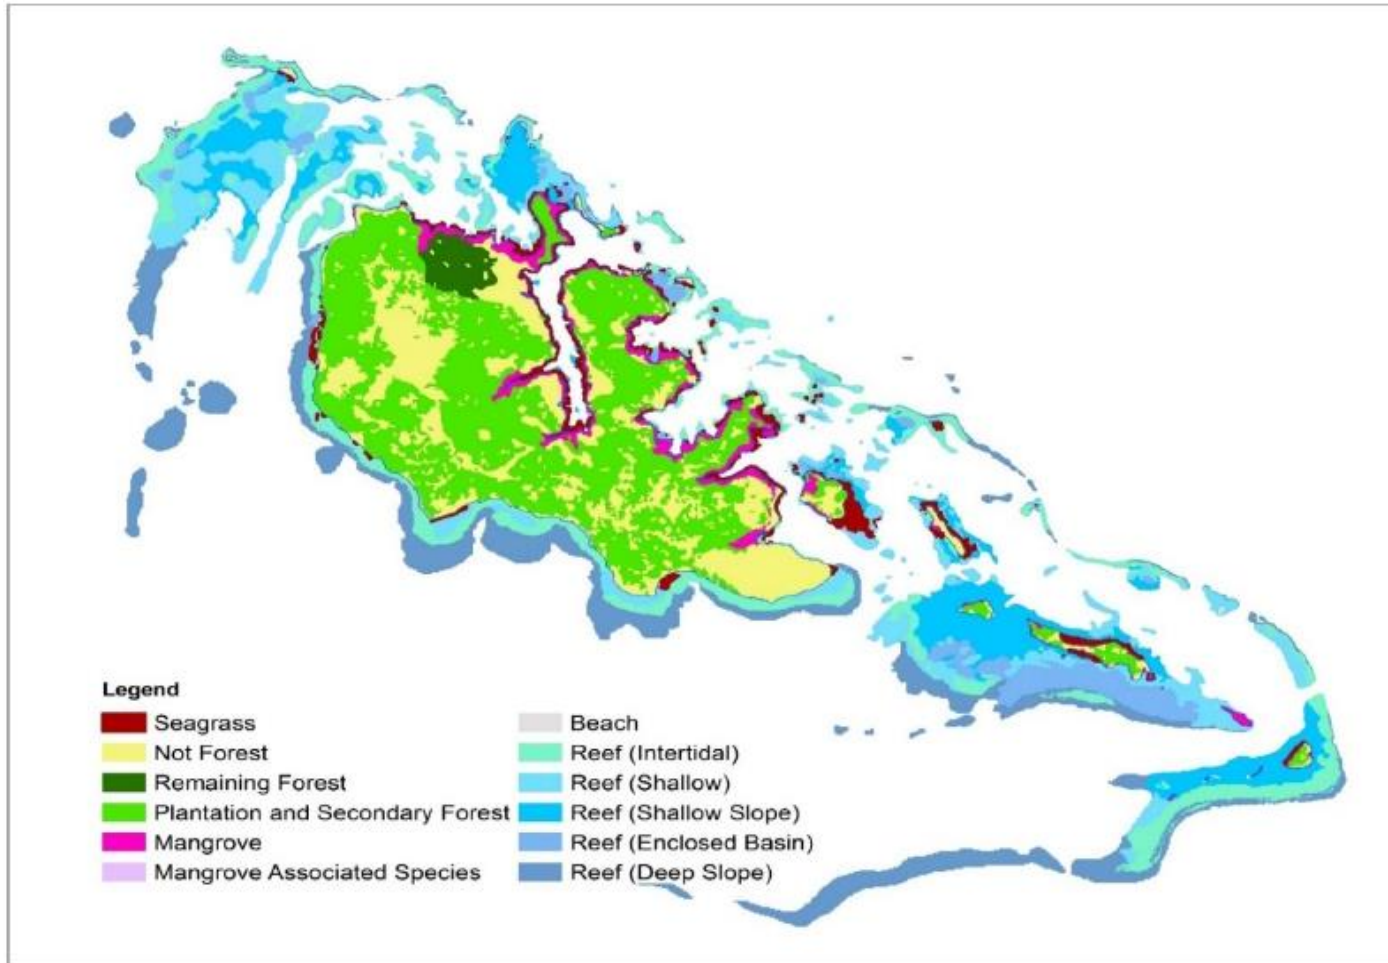 Legend
Seagrass
Not Forest
Remaining Forest
Plantation and Secondary Forest
Mangrove
Mangrove Associated Species
Beach
Reef (Intertidal)
Reef (Shallow)
Reef (Shallow Slope)
Reef (Enclosed Basin)
Reef (Deep Slope)